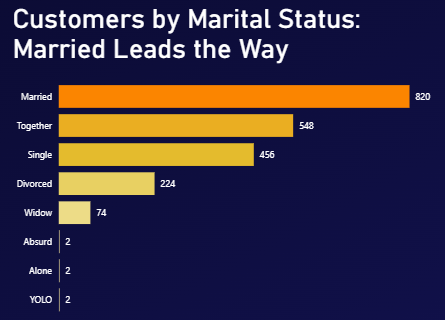 Customers by Marital Status:
Married Leads the Way
Married 820
Together 548
Single 456
Divorced 224
Widow 74
Absurd 2
Alone 2
YOLO 2